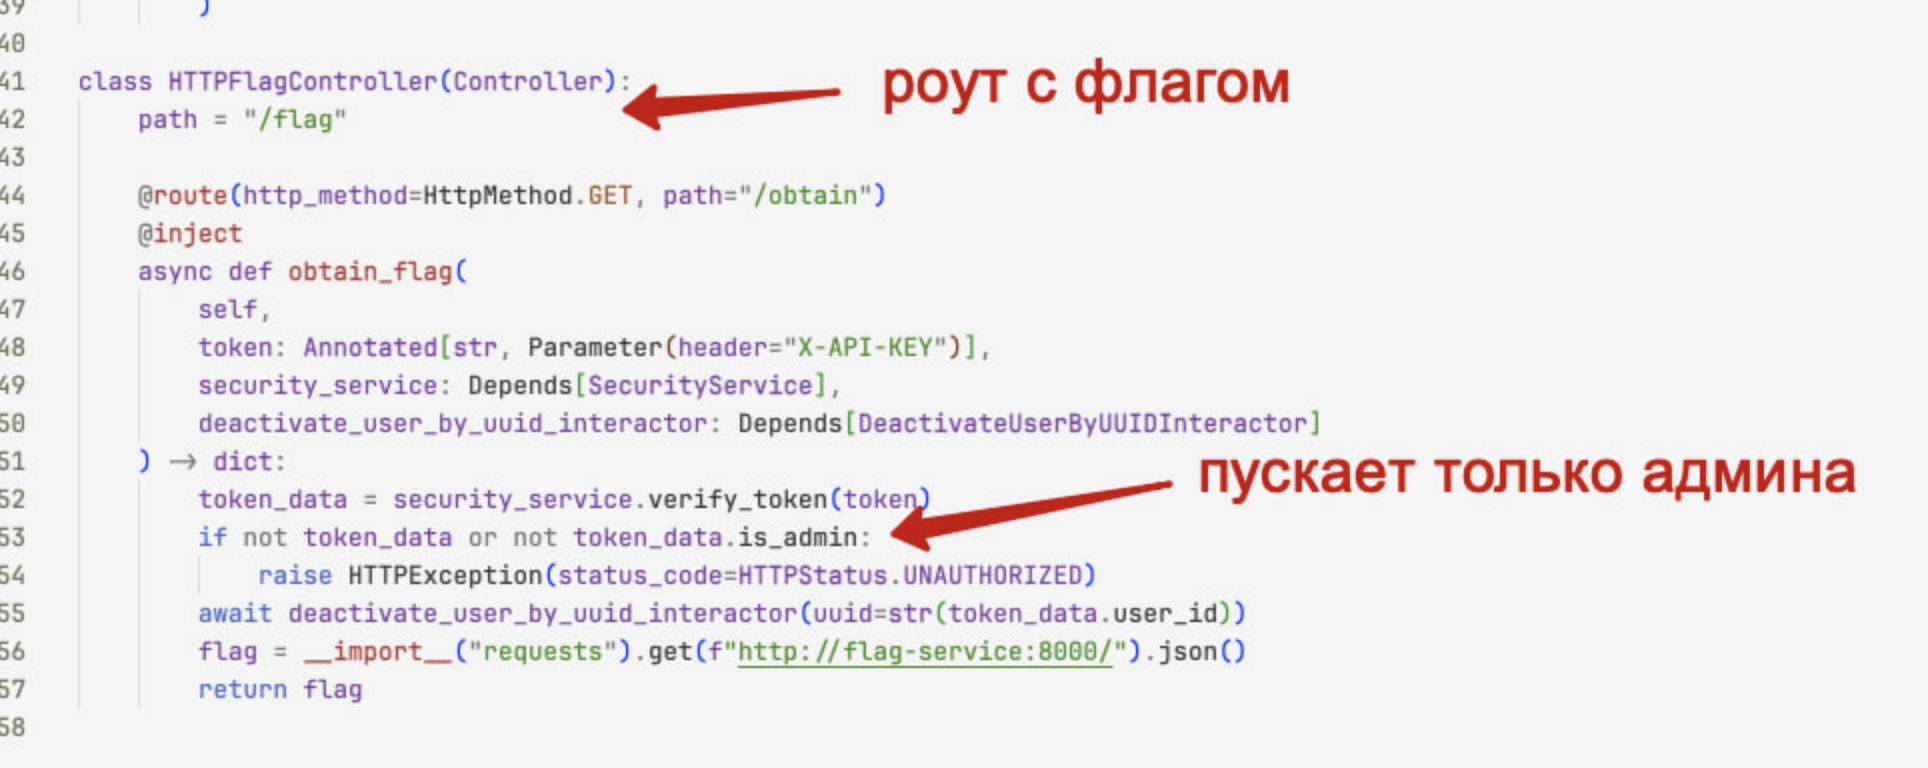 39 )
40
41 class HTTPFlagController(Controller):
роут с флагом
42 path = "/flag"
43
44 @route(http_method=HttpMethod.GET, path="/obtain")
45 @inject
46 async def obtain_flag(
47 self,
48 token: Annotated[str, Parameter(header="X-API-KEY")],
49 security_service: Depends[SecurityService],
50 deactivate_user_by_uuid_interactor: Depends[DeactivateUserByUUIDInteractor]
51 ) → dict:
пускает только админа
52 token_data = security_service.verify_token(token)
53 if not token_data or not token_data.is_admin:
54 raise HTTPException(status_code=HTTPStatus.UNAUTHORIZED)
55 await deactivate_user_by_uuid_interactor(uuid=str(token_data.user_id))
56 flag = __import__("requests").get(f"http://flag-service:8000/").json()
57 return flag
58